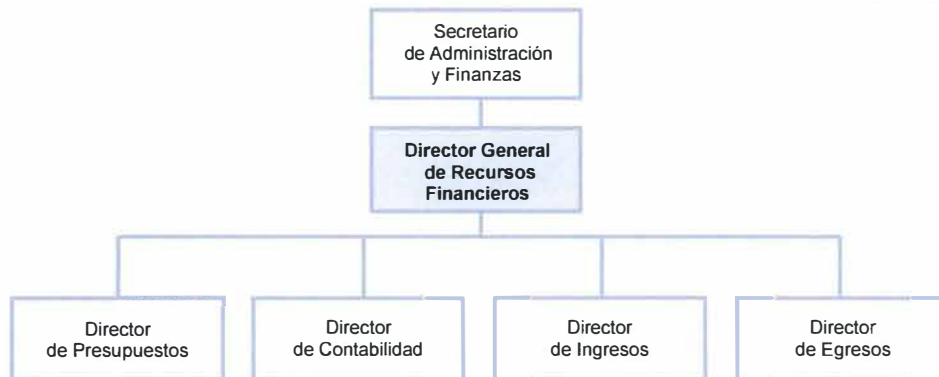 Secretario
de Administración
y Finanzas
Director General
de Recursos
Financieros
Director
de Presupuestos
Director
de Contabilidad
Director
de Ingresos
Director
de Egresos